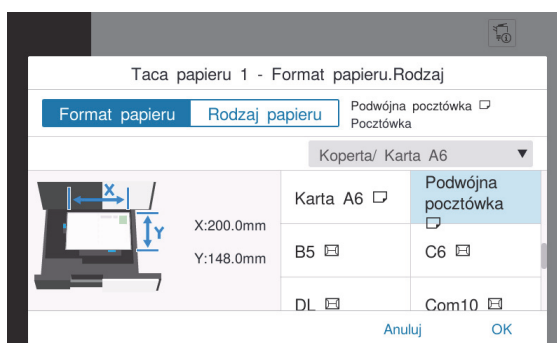 Taca papieru 1 - Format papieru.Rodzaj
Format papieru
Rodzaj papieru
Podwójna pocztówka
Pocztówka
Koperta/ Karta A6
X
Y
X:200.0mm
Y:148.0mm
Karta A6
Podwójna
pocztówka
B5
C6
DL
Com10
Anuluj
OK